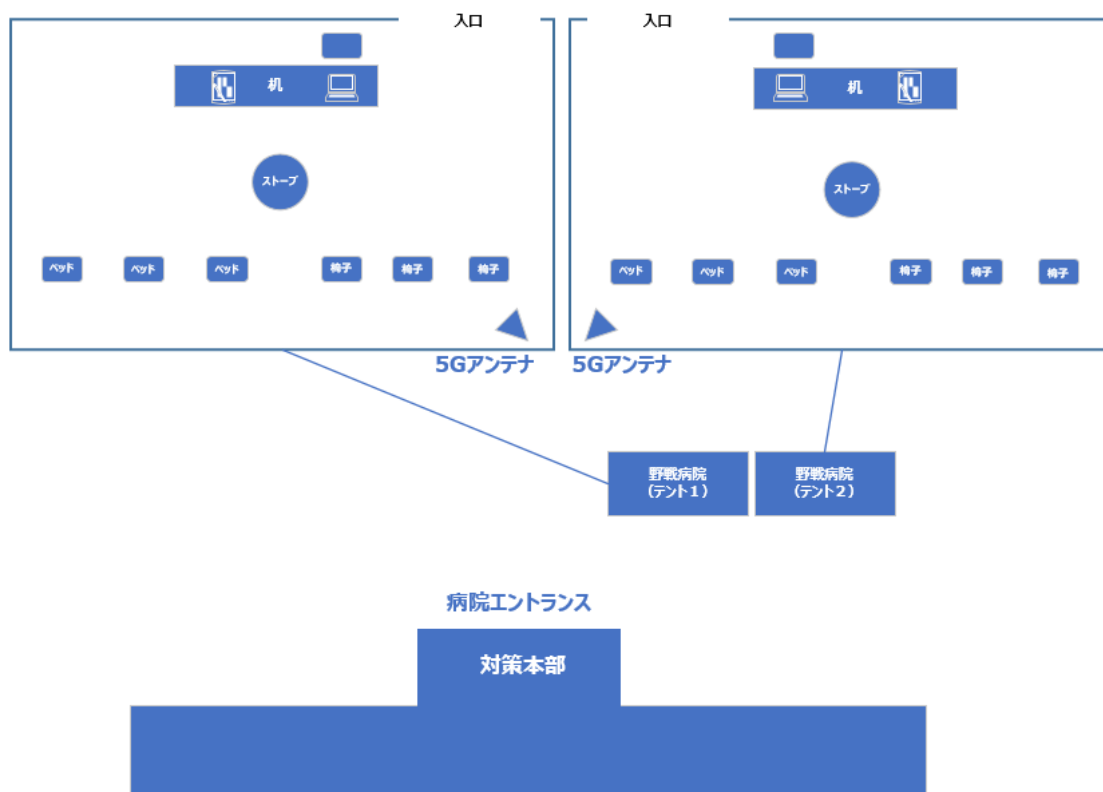 入口
入口
机
机
ストーブ
ストーブ
ベッド
ベッド
ベッド
椅子
椅子
椅子
ベッド
ベッド
ベッド
椅子
椅子
椅子
5Gアンテナ
5Gアンテナ
野戦病院
(テント1)
野戦病院
(テント2)
病院エントランス
対策本部